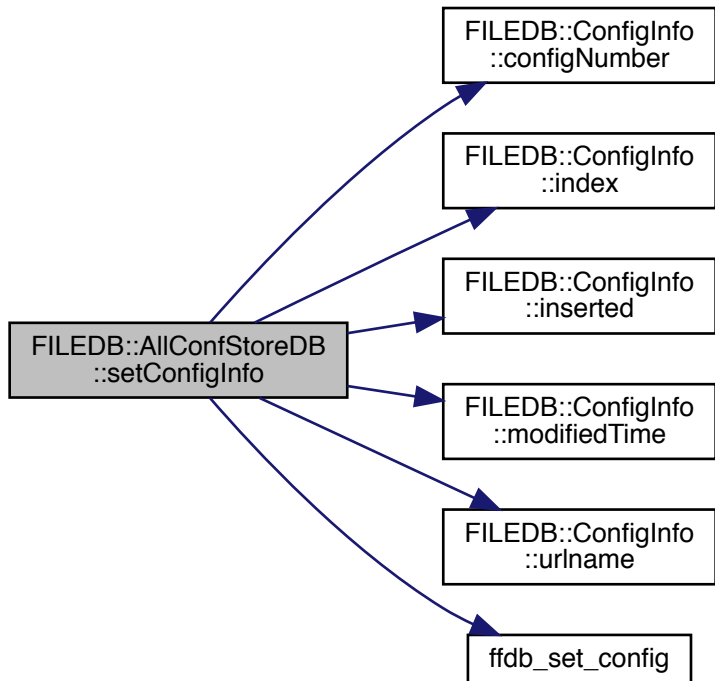 FILEDB::ConfigInfo
::configNumber
FILEDB::ConfigInfo
::index
FILEDB::ConfigInfo
::inserted
FILEDB::AllConfStoreDB
::setConfigInfo
FILEDB::ConfigInfo
::modifiedTime
FILEDB::ConfigInfo
::urlname
ffdb_set_config